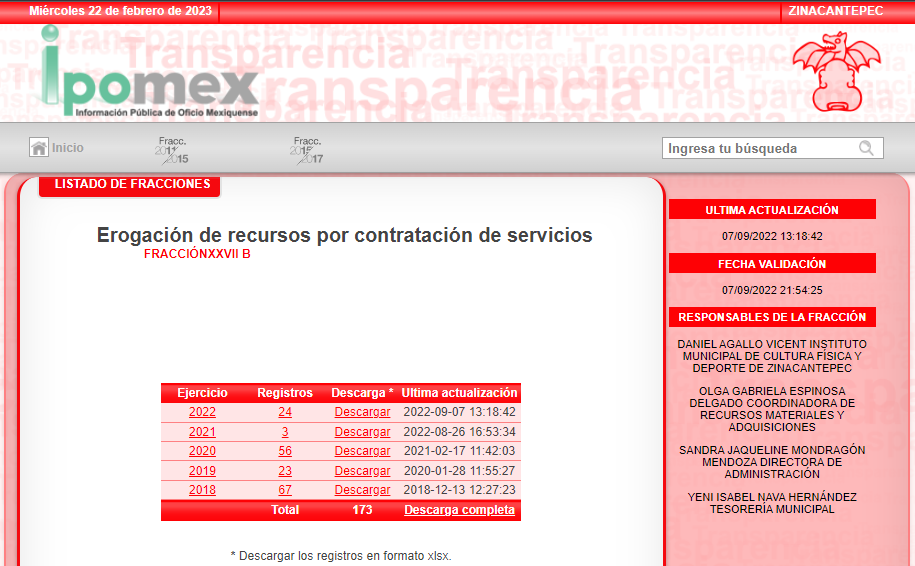 Miércoles 22 de febrero de 2023
ZINACANTEPEC
ipomex
Información Pública de Oficio Mexiquense
Transparencia
Transparencia
Transparencia
Inicio
Fracc.
2011
2015
Fracc.
2015
2017
Ingresa tu búsqueda
LISTADO DE FRACCIONES
Erogación de recursos por contratación de servicios
FRACCIÓNXXVII B
Ejercicio Registros Descarga * Ultima actualización
2022 24 Descargar 2022-09-07 13:18:42
2021 3 Descargar 2022-08-26 16:53:34
2020 56 Descargar 2021-02-17 11:42:03
2019 23 Descargar 2020-01-28 11:55:27
2018 67 Descargar 2018-12-13 12:27:23
Total 173 Descarga completa
* Descargar los registros en formato xlsx.
ULTIMA ACTUALIZACIÓN
07/09/2022 13:18:42
FECHA VALIDACIÓN
07/09/2022 21:54:25
RESPONSABLES DE LA FRACCIÓN
DANIEL AGALLO VICENT INSTITUTO
MUNICIPAL DE CULTURA FÍSICA Y
DEPORTE DE ZINACANTEPEC
OLGA GABRIELA ESPINOSA
DELGADO COORDINADORA DE
RECURSOS MATERIALES Y
ADQUISICIONES
SANDRA JAQUELINE MONDRAGÓN
MENDOZA DIRECTORA DE
ADMINISTRACIÓN
YENI ISABEL NAVA HERNÁNDEZ
TESORERÍA MUNICIPAL